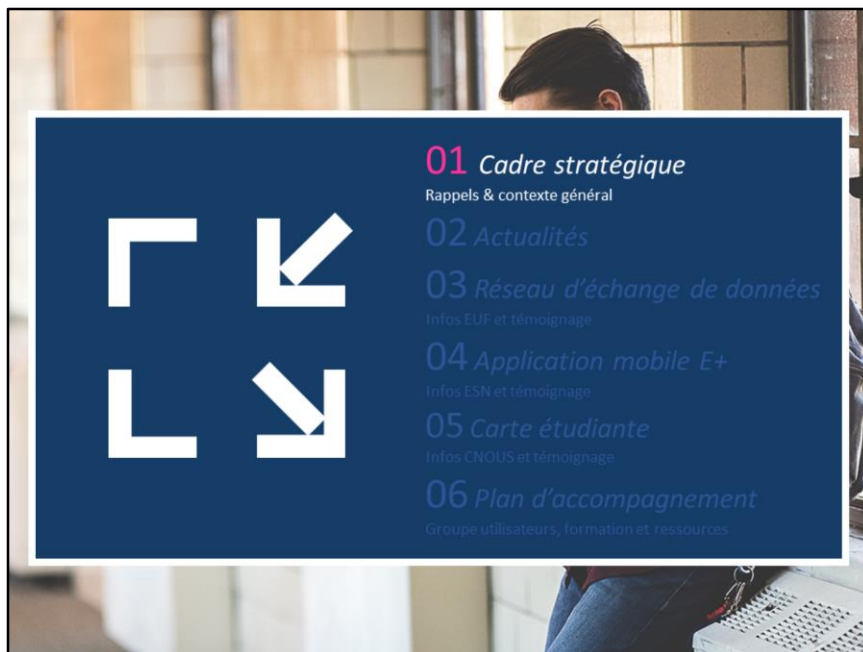 01 Cadre stratégique
Rappels & contexte général
02 Actualités
03 Réseau d'échange de données
Infos EUF et témoignage
04 Application mobile E+
Infos ESN et témoignage
05 Carte étudiante
Infos CNOUS et témoignage
06 Plan d'accompagnement
Groupe utilisateurs, formation et ressources